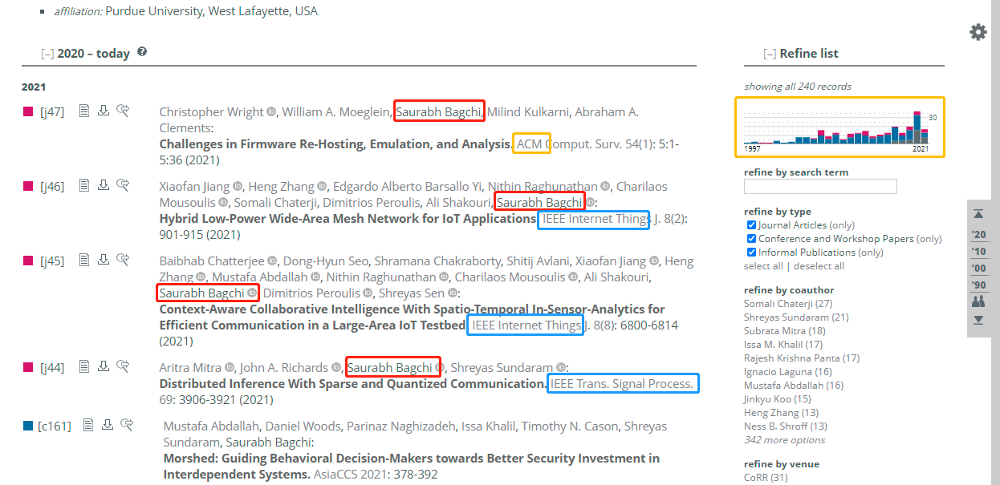 affiliation: Purdue University, West Lafayette, USA
[–] 2020 – today ?
2021
[j47]
Christopher Wright, William A. Moeglein, Saurabh Bagchi, Milind Kulkarni, Abraham A.
Clements:
Challenges in Firmware Re-Hosting, Emulation, and Analysis. ACM Comput. Surv. 54(1): 5:1-
5:36 (2021)
[j46]
Xiaofan Jiang, Heng Zhang, Edgardo Alberto Barsallo Yi, Nithin Raghunathan, Charilaos
Mousoulis, Somali Chaterji, Dimitrios Peroulis, Ali Shakouri, Saurabh Bagchi:
Hybrid Low-Power Wide-Area Mesh Network for IoT Applications. IEEE Internet Things J. 8(2):
901-915 (2021)
[j45]
Baibhab Chatterjee, Dong-Hyun Seo, Shramana Chakraborty, Shitij Avlani, Xiaofan Jiang, Heng
Zhang, Mustafa Abdallah, Nithin Raghunathan, Charilaos Mousoulis, Ali Shakouri,
Saurabh Bagchi, Dimitrios Peroulis, Shreyas Sen:
Context-Aware Collaborative Intelligence With Spatio-Temporal In-Sensor-Analytics for
Efficient Communication in a Large-Area IoT Testbed. IEEE Internet Things J. 8(8): 6800-6814
(2021)
[j44]
Aritra Mitra, John A. Richards, Saurabh Bagchi, Shreyas Sundaram:
Distributed Inference With Sparse and Quantized Communication. IEEE Trans. Signal Process.
69: 3906-3921 (2021)
[c161]
Mustafa Abdallah, Daniel Woods, Parinaz Naghizadeh, Issa Khalil, Timothy N. Cason, Shreyas
Sundaram, Saurabh Bagchi:
Morshed: Guiding Behavioral Decision-Makers towards Better Security Investment in
Interdependent Systems. AsiaCCS 2021: 378-392
[–] Refine list
showing all 240 records
30
1997 2021
refine by search term
refine by type
Journal Articles (only)
Conference and Workshop Papers (only)
Informal Publications (only)
select all | deselect all
refine by coauthor
Somali Chaterji (27)
Shreyas Sundaram (21)
Subrata Mitra (18)
Issa M. Khalil (17)
Rajesh Krishna Panta (17)
Ignacio Laguna (16)
Mustafa Abdallah (16)
Jinkyu Koo (15)
Heng Zhang (13)
Ness B. Shroff (13)
342 more options
refine by venue
CoRR (31)
'20
'10
'00
'90